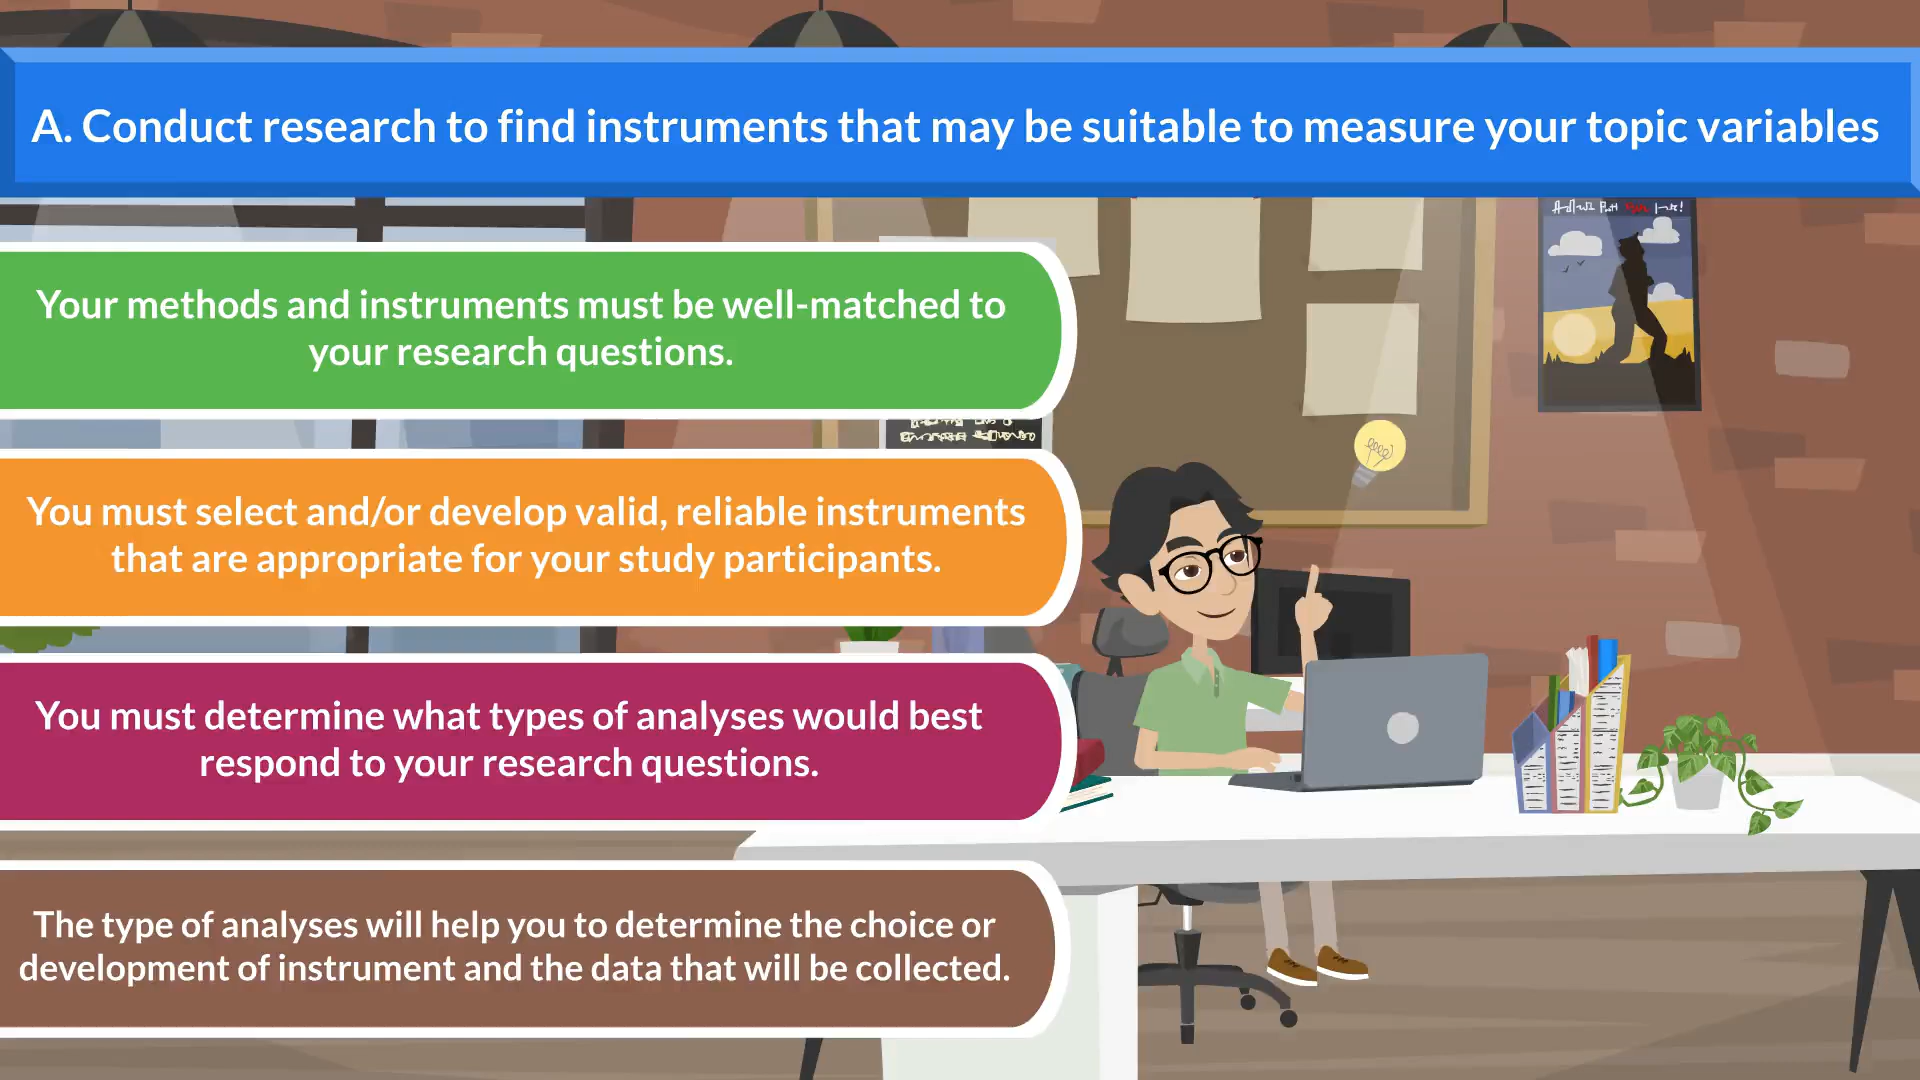 A. Conduct research to find instruments that may be suitable to measure your topic variables
Your methods and instruments must be well-matched to
your research questions.
You must select and/or develop valid, reliable instruments
that are appropriate for your study participants.
You must determine what types of analyses would best
respond to your research questions.
The type of analyses will help you to determine the choice or
development of instrument and the data that will be collected.